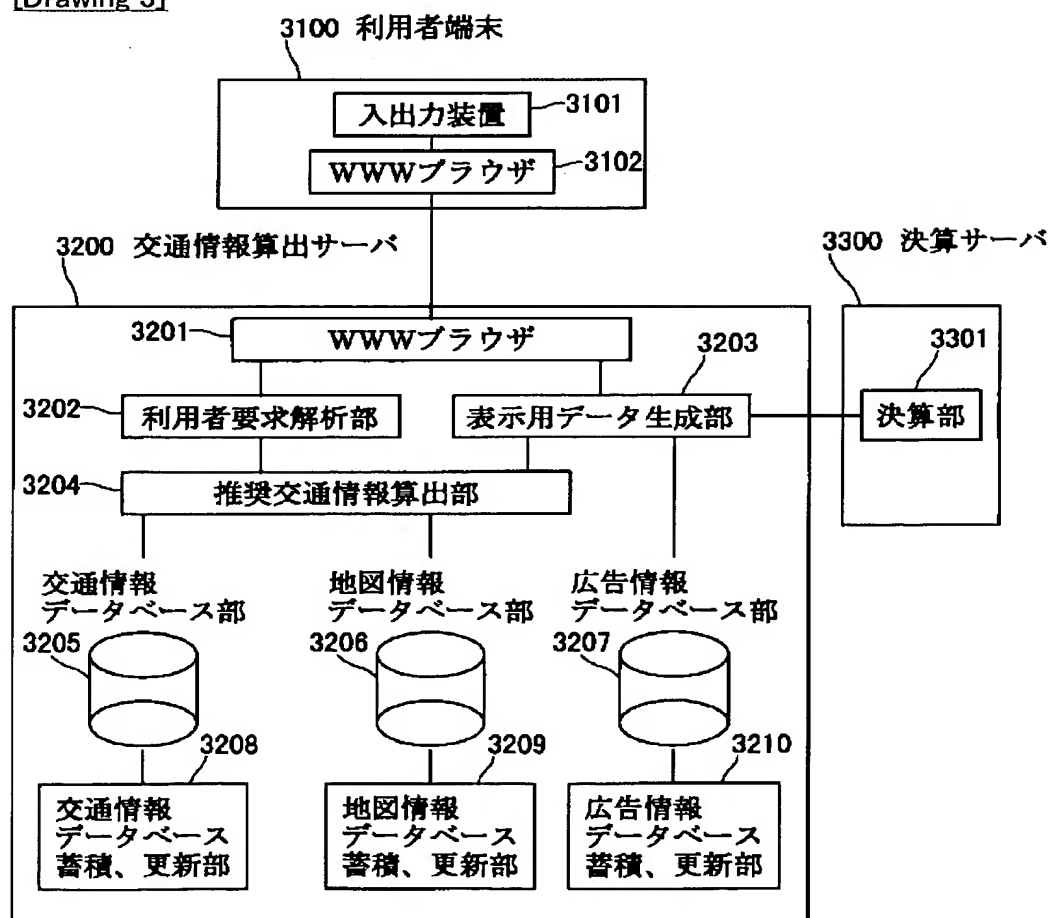 [Drawing 3]
3100 利用者端末
入出力装置
3101
WWWブラウザ
3102
3200 交通情報算出サーバ
3300 決算サーバ
3201
WWWブラウザ
3203
3301
3202
利用者要求解析部
表示用データ生成部
決算部
3204
推奨交通情報算出部
交通情報
データベース部
地図情報
データベース部
広告情報
データベース部
3205
3206
3207
3208
3209
3210
交通情報
データベース
蓄積、更新部
地図情報
データベース
蓄積、更新部
広告情報
データベース
蓄積、更新部